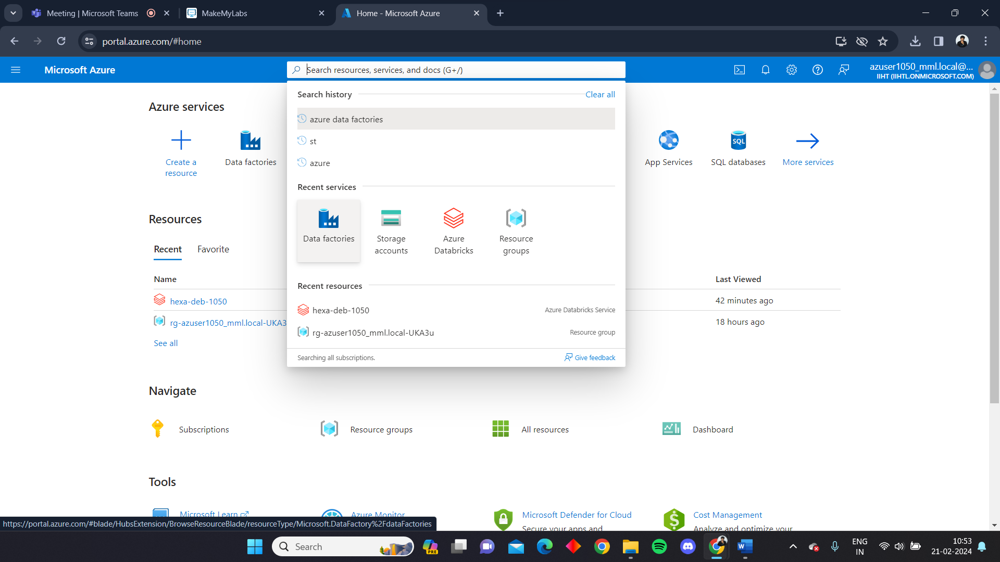 Meeting | Microsoft Teams
MakeMyLabs
Home - Microsoft Azure
portal.azure.com/#home
Microsoft Azure
Search resources, services, and docs (G+/)
azuser1050_mml.local@...
IIHT (IIHTL.ONMICROSOFT.COM)
Search history
Clear all
azure data factories
st
azure
Recent services
Data factories
Storage
accounts
Azure
Databricks
Resource
groups
Recent resources
hexa-deb-1050
Azure Databricks Service
rg-azuser1050_mml.local-UKA3u
Resource group
Searching all subscriptions.
Give feedback
Azure services
Create a
resource
Data factories
App Services
SQL
SQL databases
More services
Resources
Recent
Favorite
Name
Last Viewed
hexa-deb-1050
42 minutes ago
rg-azuser1050_mml.local-UKA3
18 hours ago
See all
Navigate
Subscriptions
Resource groups
All resources
Dashboard
Tools
Microsoft Learn
Azure Monitor
Microsoft Defender for Cloud
Secure your apps and
Cost Management
Analyze and optimize your
https://portal.azure.com/#blade/HubsExtension/BrowseResourceBlade/resourceType/Microsoft.DataFactory%2FdataFactories
Search
PRE
W
ENG
IN
10:53
21-02-2024